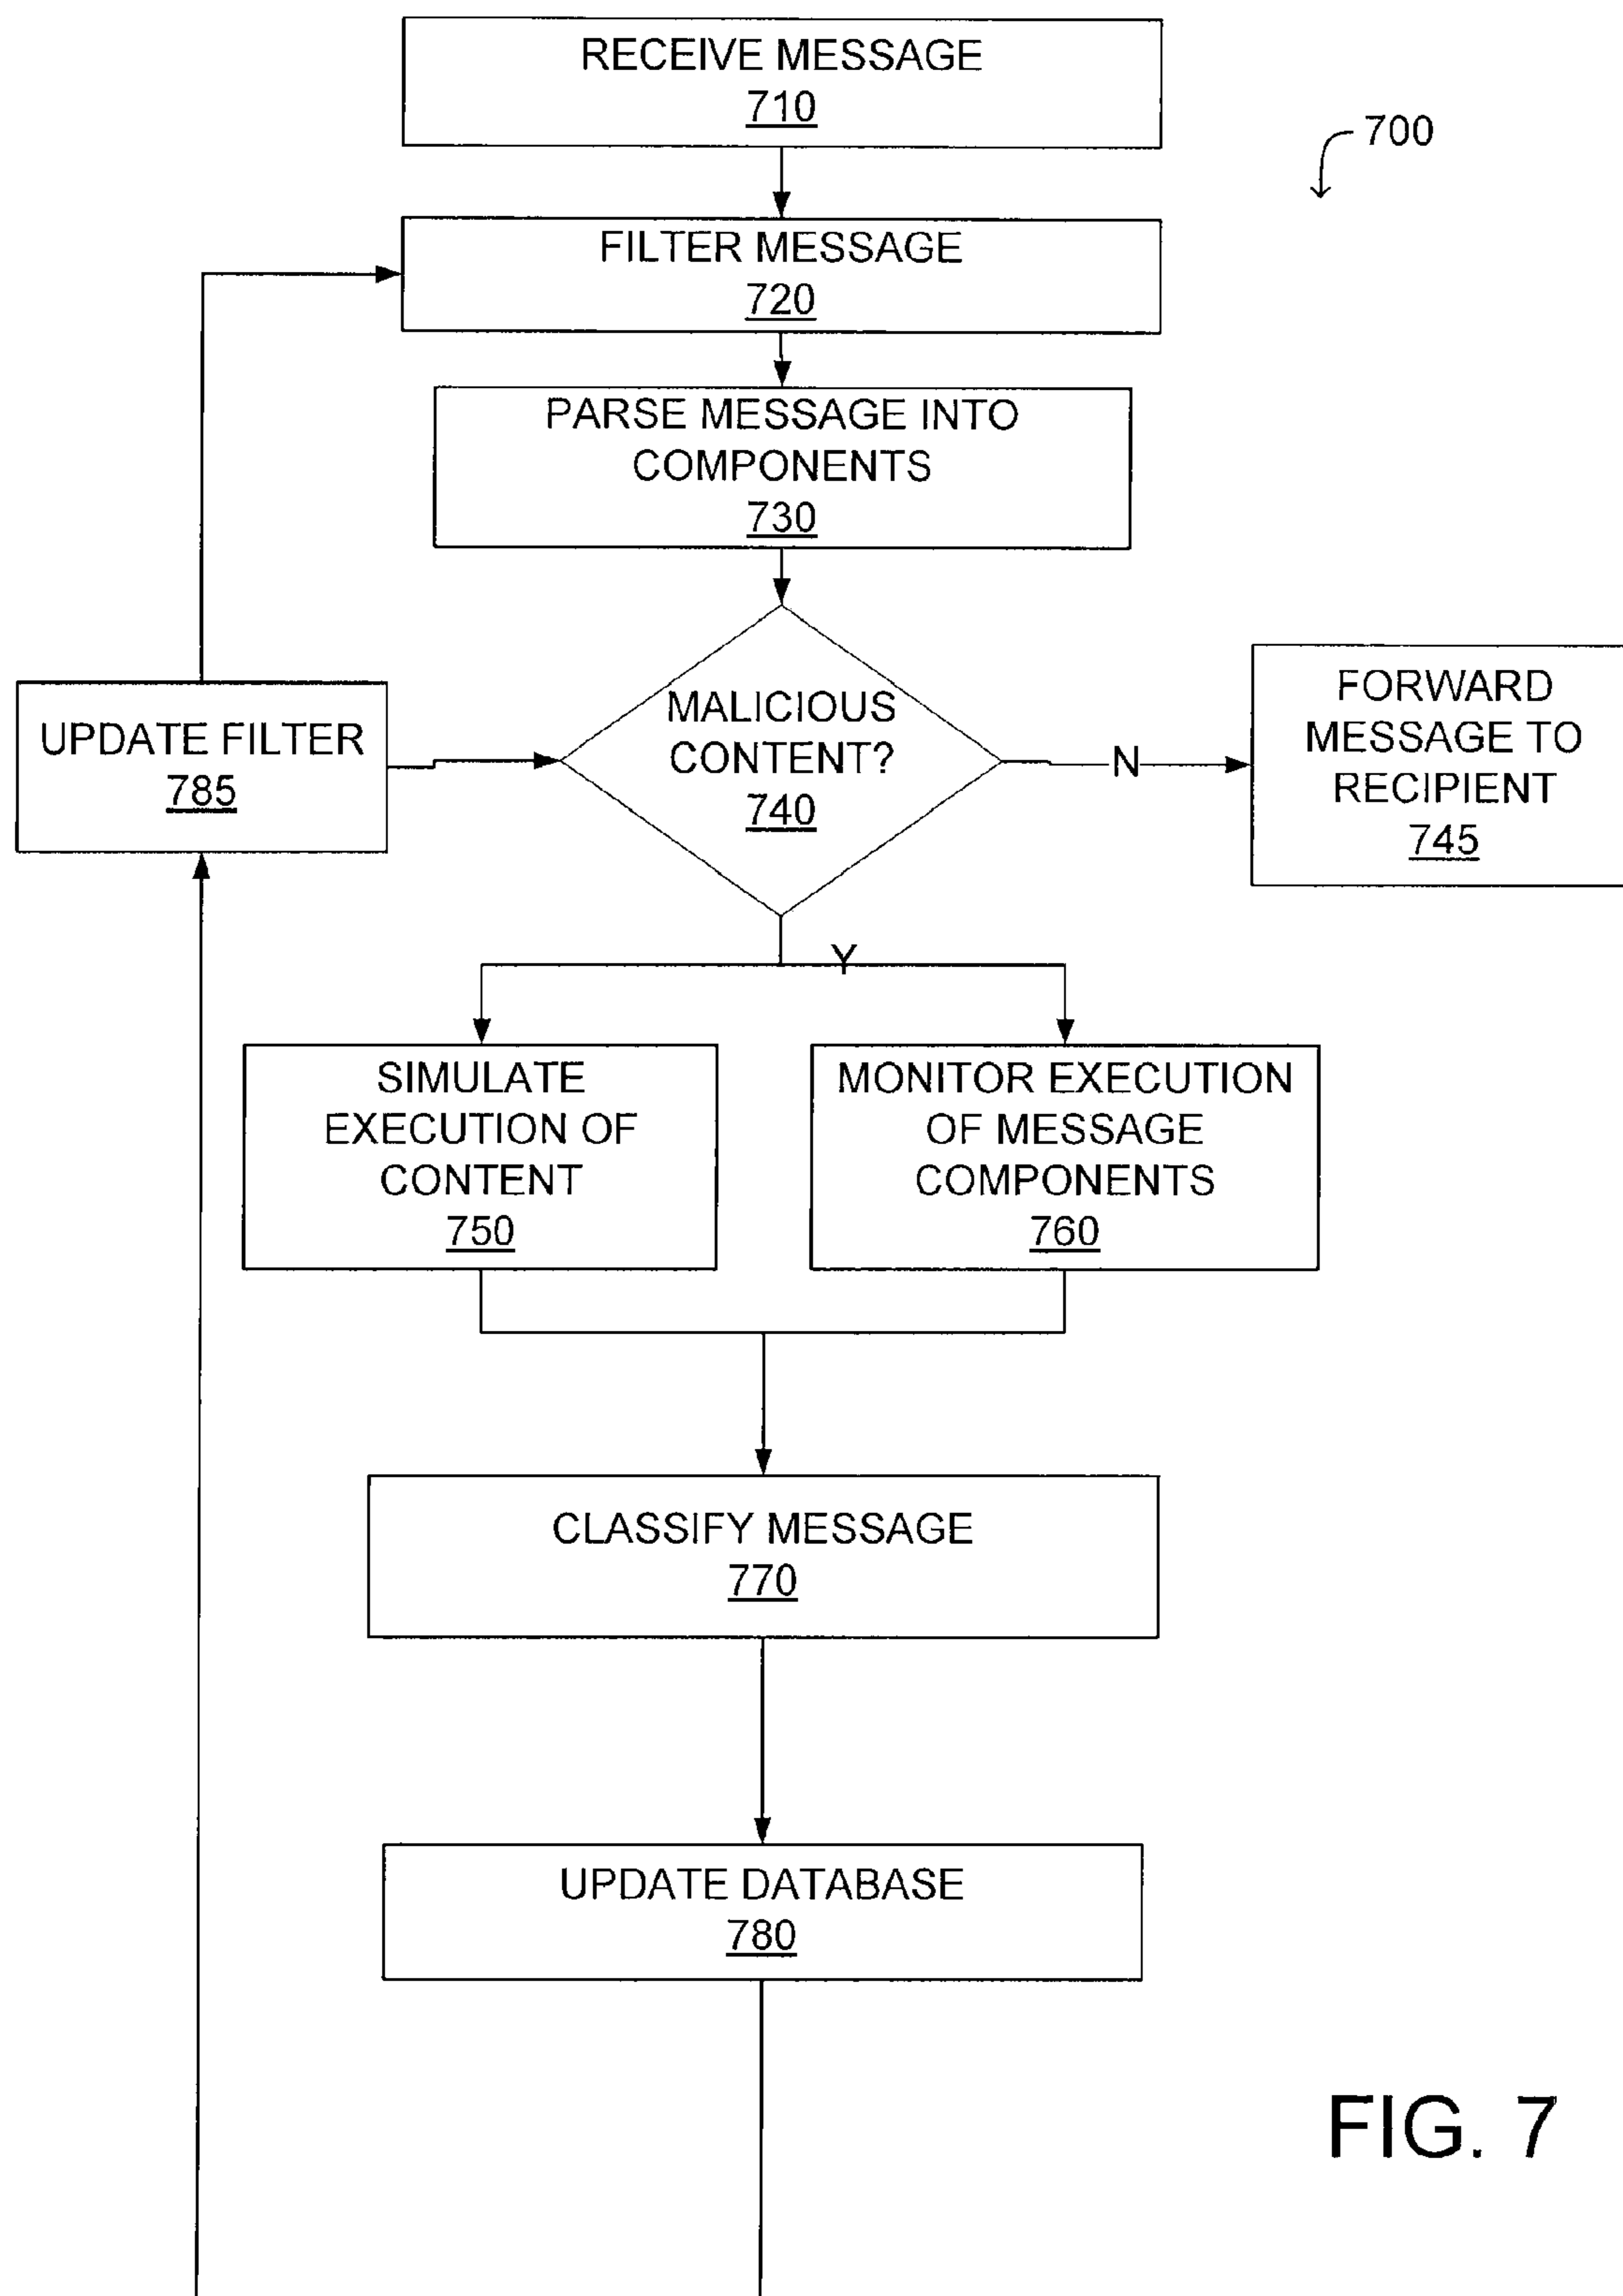 RECEIVE MESSAGE
710
700
FILTER MESSAGE
720
PARSE MESSAGE INTO
COMPONENTS
730
UPDATE FILTER
785
MALICIOUS
CONTENT?
740
N
FORWARD
MESSAGE TO
RECIPIENT
745
Y
SIMULATE
EXECUTION OF
CONTENT
750
MONITOR EXECUTION
OF MESSAGE
COMPONENTS
760
CLASSIFY MESSAGE
770
UPDATE DATABASE
780
FIG. 7